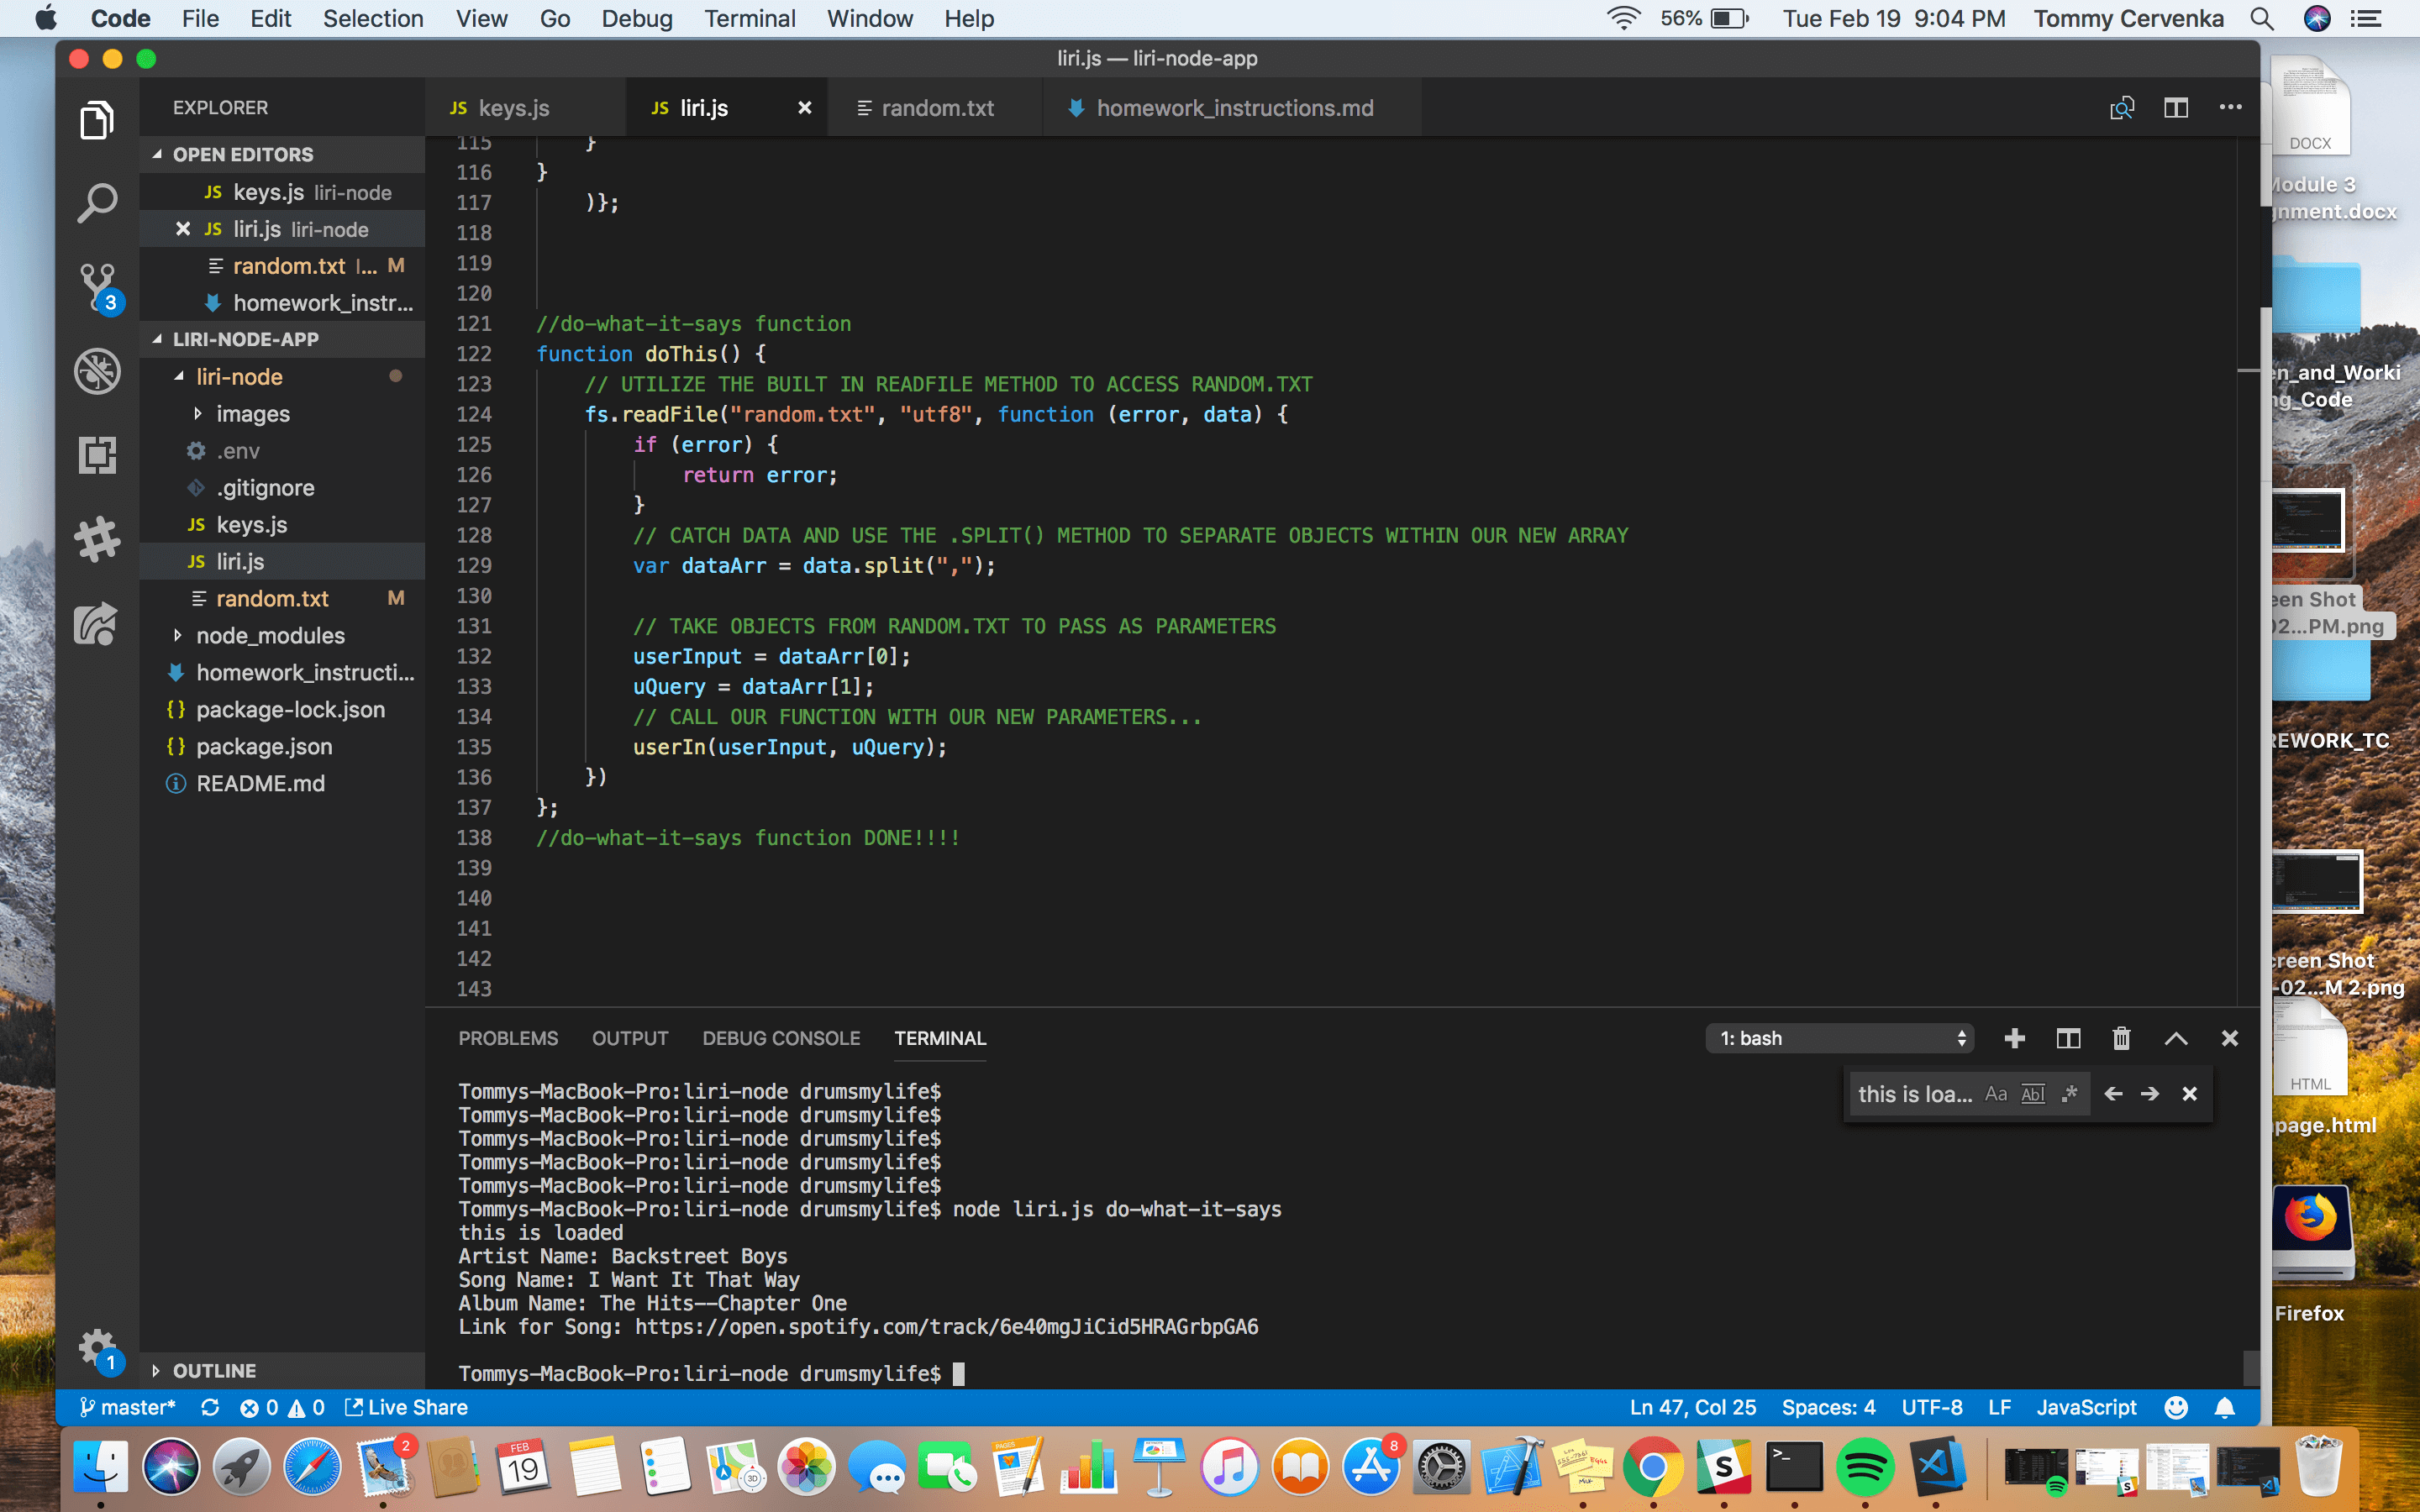 Code File Edit Selection View Go Debug Terminal Window Help 56% Tue Feb 19 9:04 PM Tommy Cervenka
liri.js — liri-node-app
EXPLORER
OPEN EDITORS
JS keys.js liri-node
JS liri.js liri-node
random.txt l... M
homework_instr...
LIRI-NODE-APP
liri-node
images
.env
.gitignore
JS keys.js
JS liri.js
random.txt M
node_modules
homework_instructi...
{} package-lock.json
{} package.json
README.md
OUTLINE
3
1
JS keys.js JS liri.js random.txt homework_instructions.md
115 }
116 }
117 )};
118
119
120
121 //do-what-it-says function
122 function doThis() {
123 // UTILIZE THE BUILT IN READFILE METHOD TO ACCESS RANDOM.TXT
124 fs.readFile("random.txt", "utf8", function (error, data) {
125 if (error) {
126 return error;
127 }
128 // CATCH DATA AND USE THE .SPLIT() METHOD TO SEPARATE OBJECTS WITHIN OUR NEW ARRAY
129 var dataArr = data.split(",");
130
131 // TAKE OBJECTS FROM RANDOM.TXT TO PASS AS PARAMETERS
132 userInput = dataArr[0];
133 uQuery = dataArr[1];
134 // CALL OUR FUNCTION WITH OUR NEW PARAMETERS...
135 userIn(userInput, uQuery);
136 })
137 };
138 //do-what-it-says function DONE!!!!
139
140
141
142
143
PROBLEMS OUTPUT DEBUG CONSOLE TERMINAL 1: bash
this is loa... Aa Abl .*
Tommys-MacBook-Pro:liri-node drumsmylife$
Tommys-MacBook-Pro:liri-node drumsmylife$
Tommys-MacBook-Pro:liri-node drumsmylife$
Tommys-MacBook-Pro:liri-node drumsmylife$
Tommys-MacBook-Pro:liri-node drumsmylife$
Tommys-MacBook-Pro:liri-node drumsmylife$ node liri.js do-what-it-says
this is loaded
Artist Name: Backstreet Boys
Song Name: I Want It That Way
Album Name: The Hits--Chapter One
Link for Song: https://open.spotify.com/track/6e40mgJiCid5HRAGrbpGA6
Tommys-MacBook-Pro:liri-node drumsmylife$
master* 0 0 Live Share Ln 47, Col 25 Spaces: 4 UTF-8 LF JavaScript
DOCX
Module 3
gnment.docx
en_and_Worki
ng_Code
een Shot
02...PM.png
REWORK_TC
creen Shot
-02...M 2.png
HTML
page.html
Firefox
2
FEB
19
3D
PAGES
8
S
>_